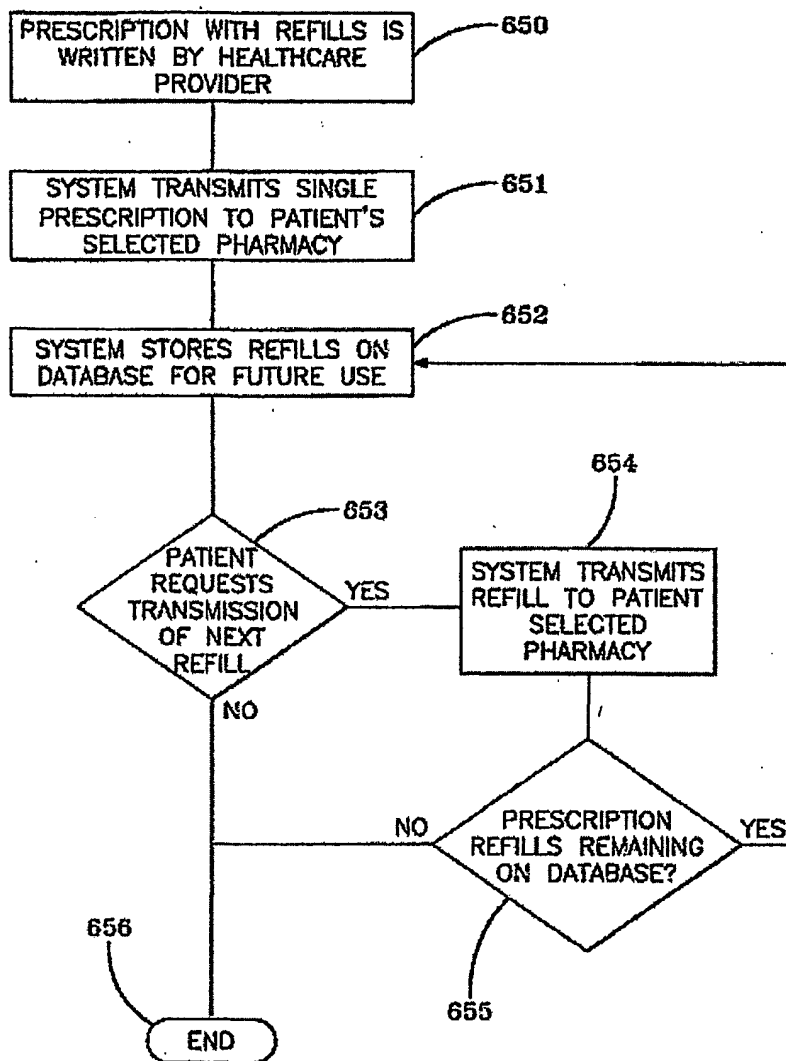 PRESCRIPTION WITH REFILLS IS
WRITTEN BY HEALTHCARE
PROVIDER
650
SYSTEM TRANSMITS SINGLE
PRESCRIPTION TO PATIENT'S
SELECTED PHARMACY
651
652
SYSTEM STORES REFILLS ON
DATABASE FOR FUTURE USE
653
PATIENT
REQUESTS
TRANSMISSION
OF NEXT
REFILL
YES
NO
654
SYSTEM TRANSMITS
REFILL TO PATIENT
SELECTED
PHARMACY
NO
PRESCRIPTION
REFILLS REMAINING
ON DATABASE?
YES
655
656
END